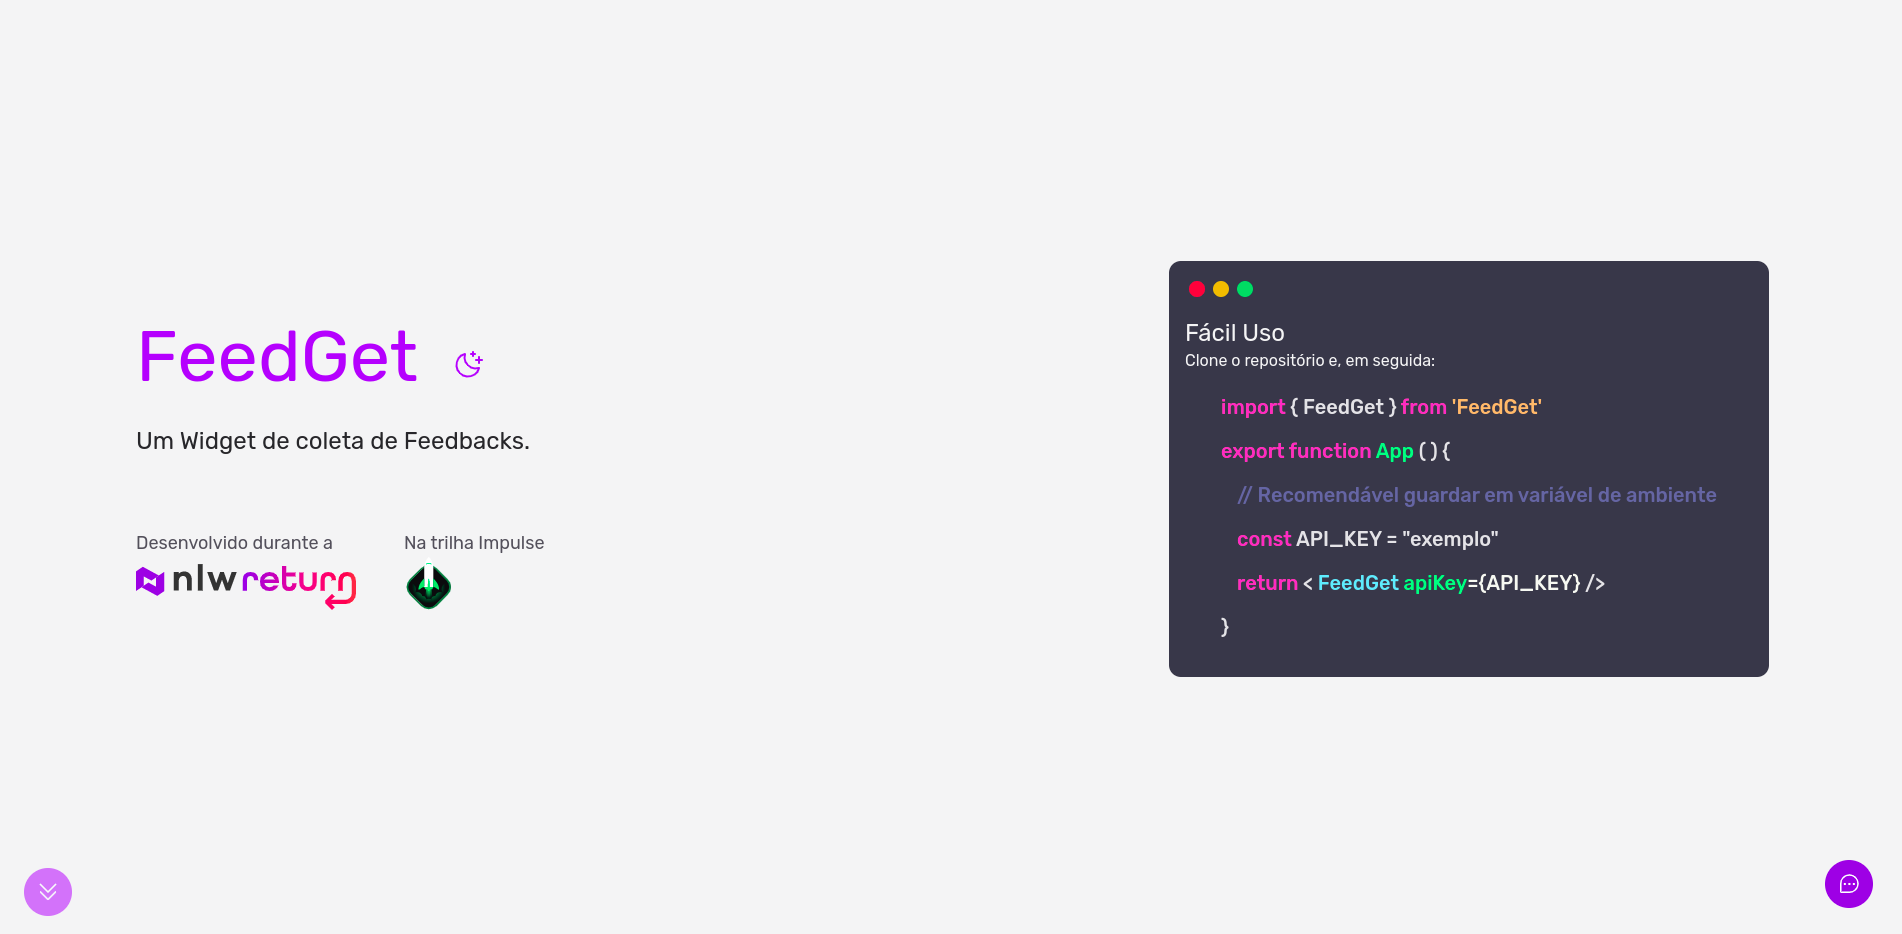 FeedGet
Um Widget de coleta de Feedbacks.
Desenvolvido durante a
nlw return
Na trilha Impulse
Fácil Uso
Clone o repositório e, em seguida:
import { FeedGet } from 'FeedGet'
export function App ( ) {
// Recomendável guardar em variável de ambiente
const API_KEY = "exemplo"
return < FeedGet apiKey={API_KEY} />
}